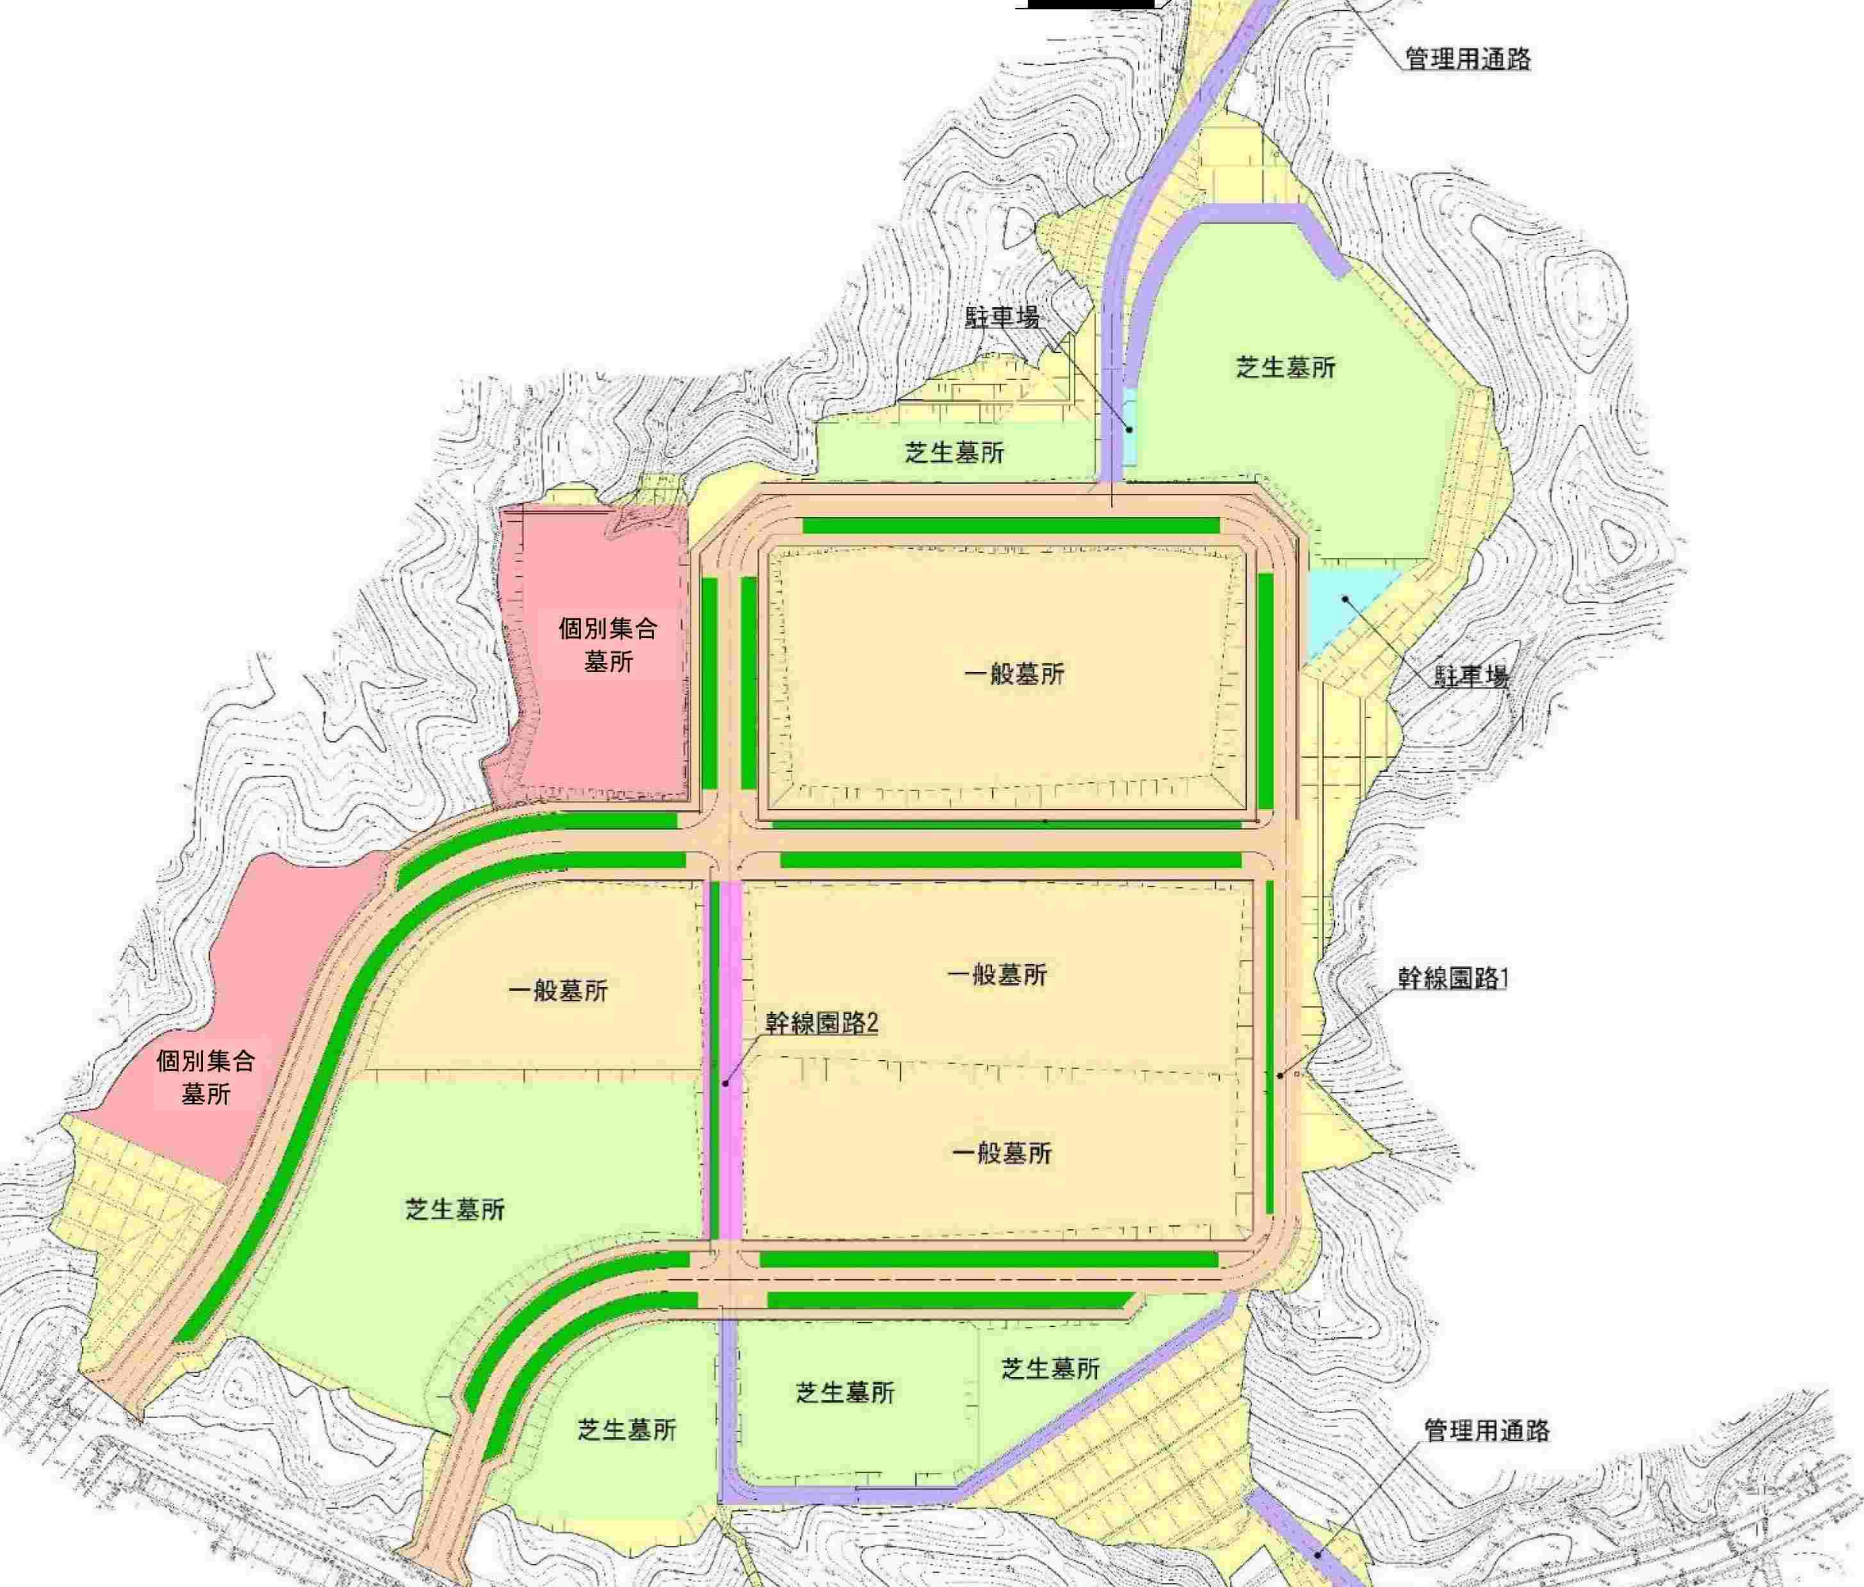 管理用通路
駐車場
芝生墓所
芝生墓所
個別集合
墓所
一般墓所
駐車場
一般墓所
一般墓所
幹線園路1
幹線園路2
個別集合
墓所
一般墓所
芝生墓所
芝生墓所
芝生墓所
芝生墓所
管理用通路